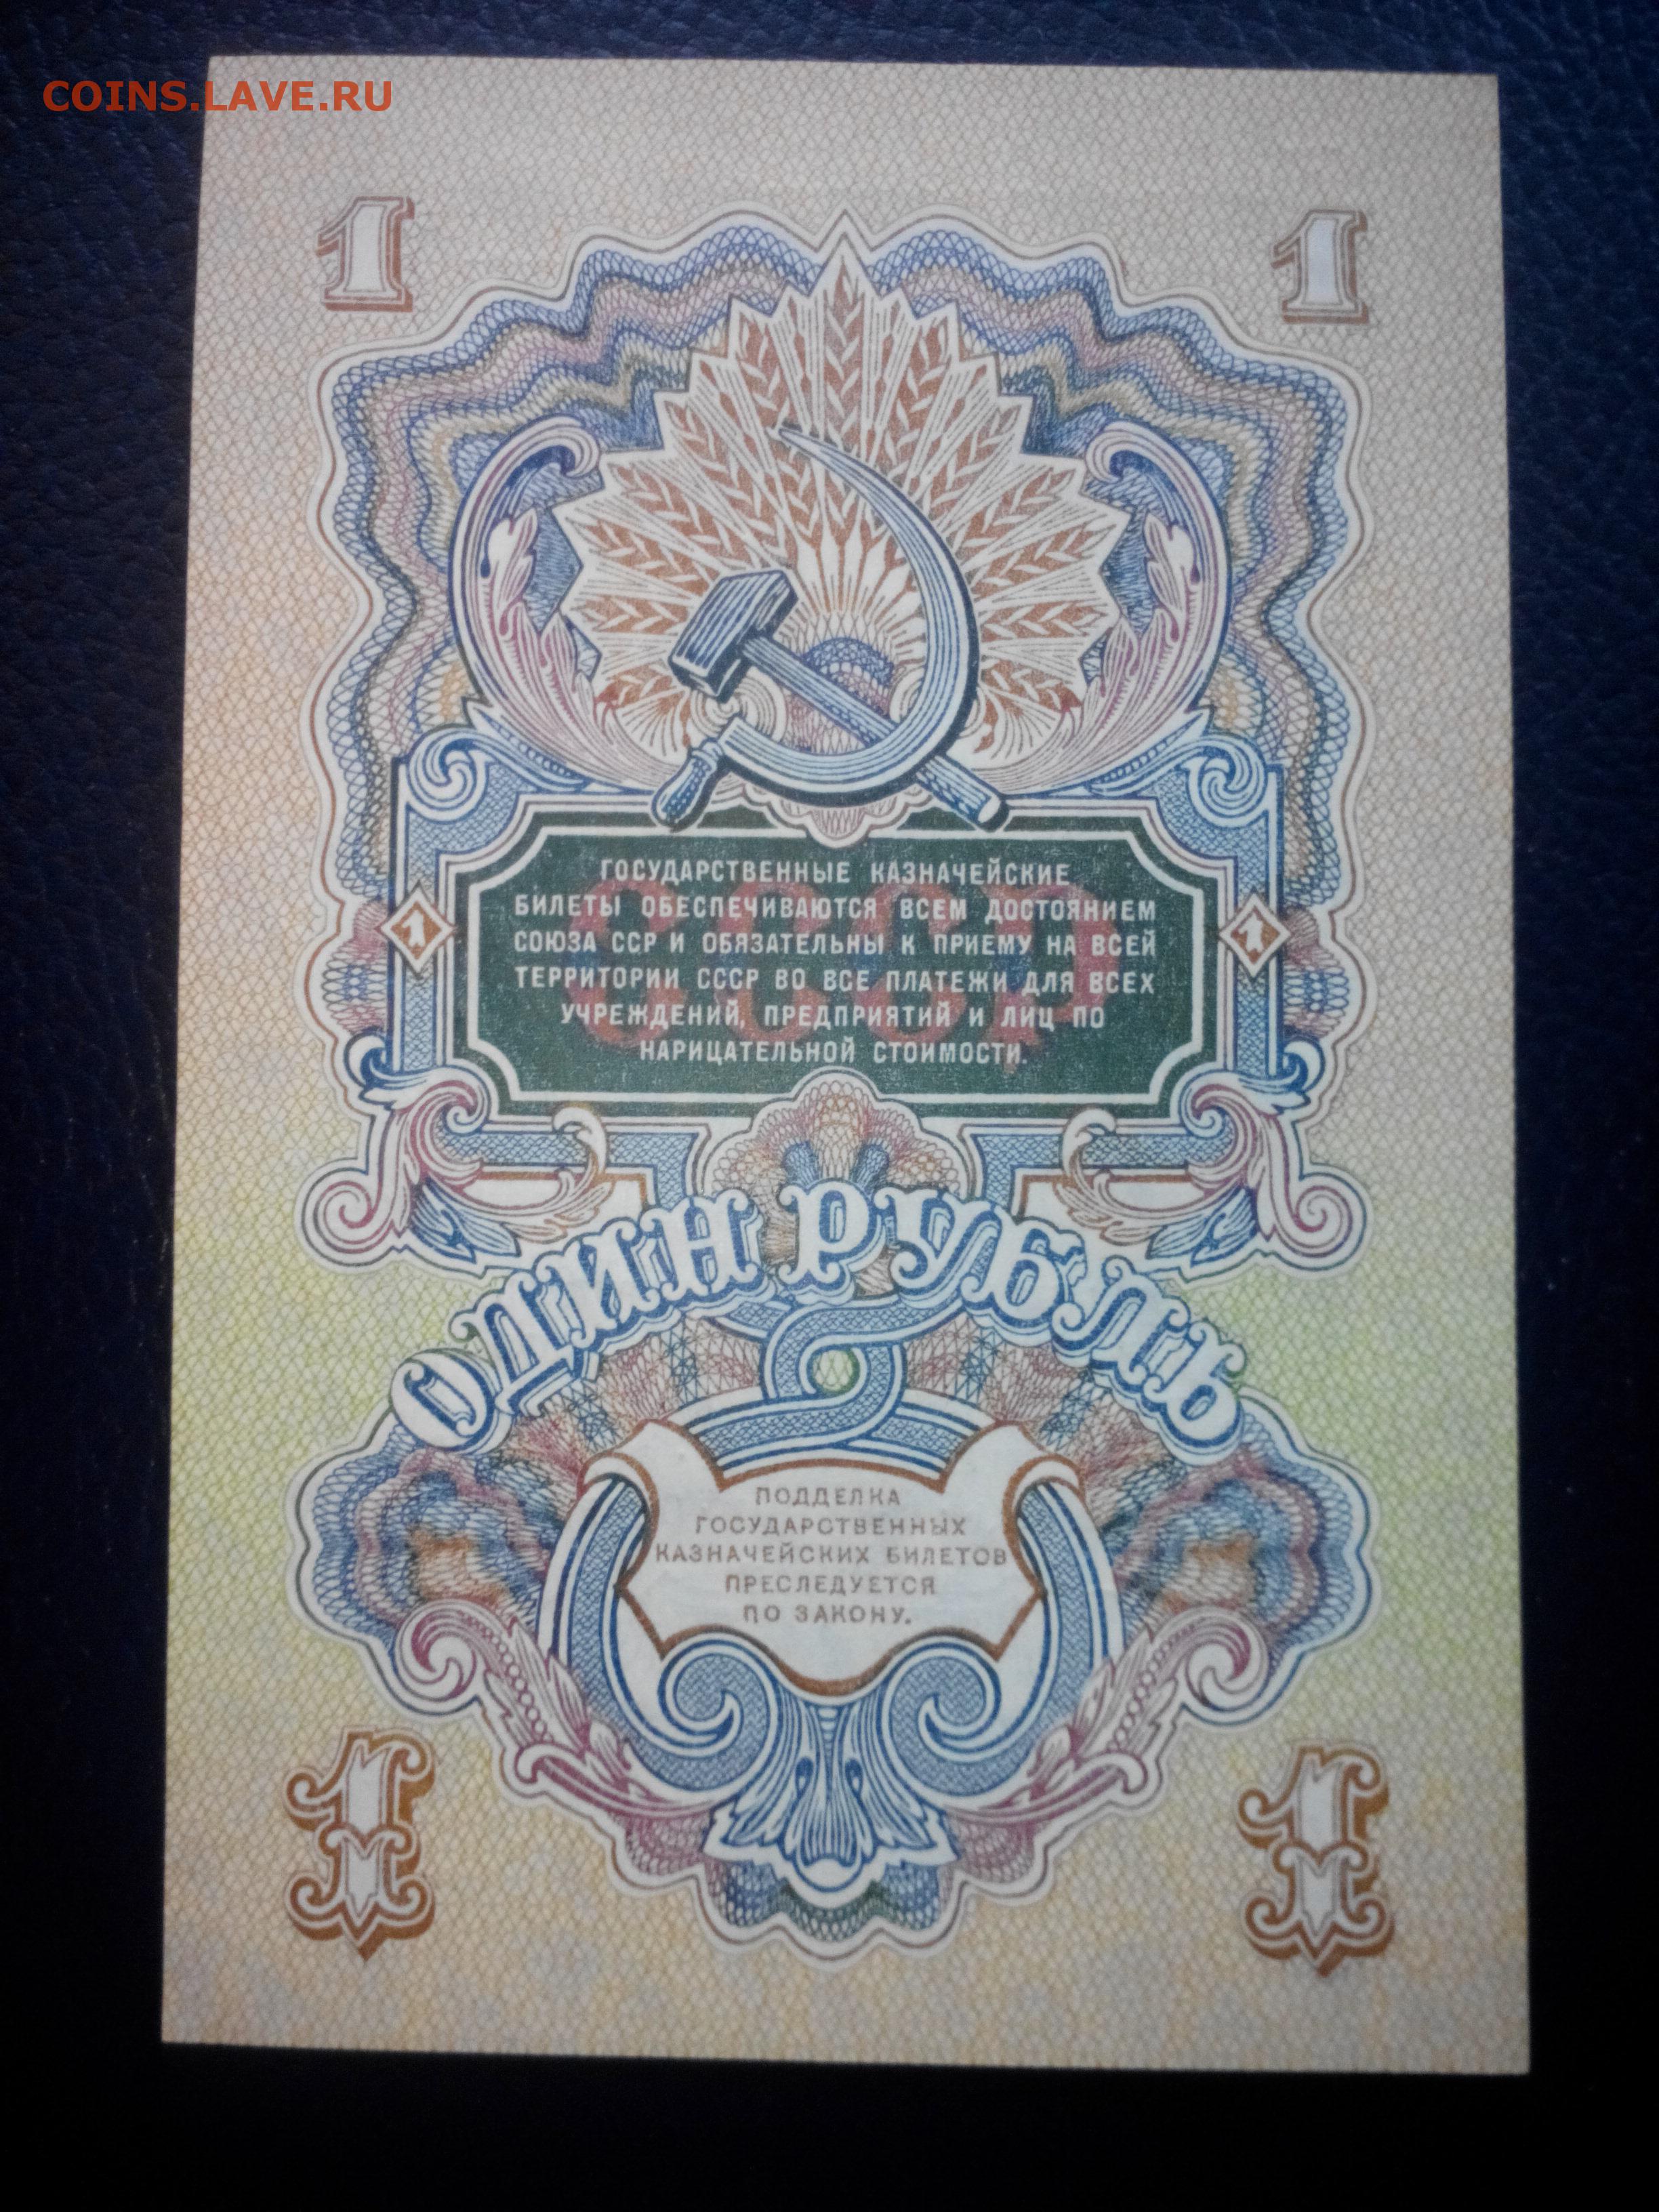 COINS.LAVE.RU
1 1
ГОСУДАРСТВЕННЫЕ КАЗНАЧЕЙСКИЕ
БИЛЕТЫ ОБЕСПЕЧИВАЮТСЯ ВСЕМ ДОСТОЯНИЕМ
СОЮЗА ССР И ОБЯЗАТЕЛЬНЫ К ПРИЕМУ НА ВСЕЙ
ТЕРРИТОРИИ СССР ВО ВСЕ ПЛАТЕЖИ ДЛЯ ВСЕХ
УЧРЕЖДЕНИЙ, ПРЕДПРИЯТИЙ И ЛИЦ ПО
НАРИЦАТЕЛЬНОЙ СТОИМОСТИ.
СССР
1 1
ОДИН РУБЛЬ
ПОДДЕЛКА
ГОСУДАРСТВЕННЫХ
КАЗНАЧЕЙСКИХ БИЛЕТОВ
ПРЕСЛЕДУЕТСЯ
ПО ЗАКОНУ.
1 1